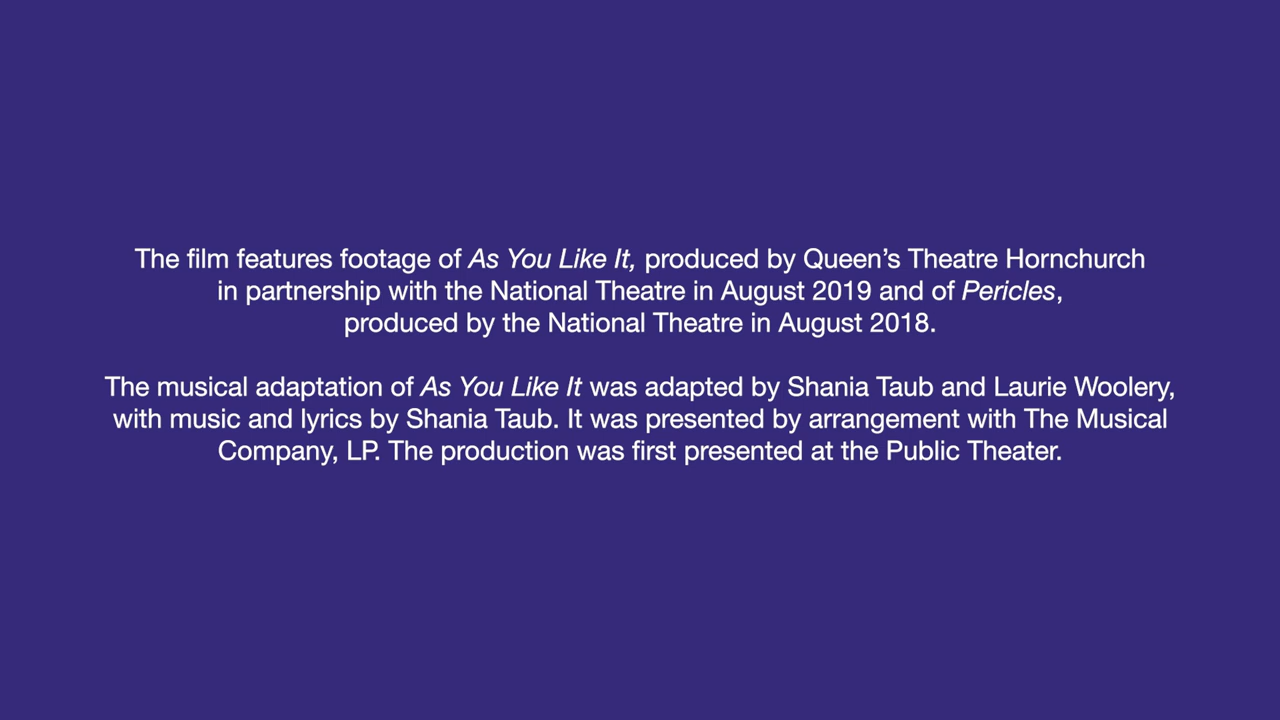 The film features footage of As You Like It, produced by Queen’s Theatre Hornchurch
in partnership with the National Theatre in August 2019 and of Pericles,
produced by the National Theatre in August 2018.
The musical adaptation of As You Like It was adapted by Shania Taub and Laurie Woolery,
with music and lyrics by Shania Taub. It was presented by arrangement with The Musical
Company, LP. The production was first presented at the Public Theater.